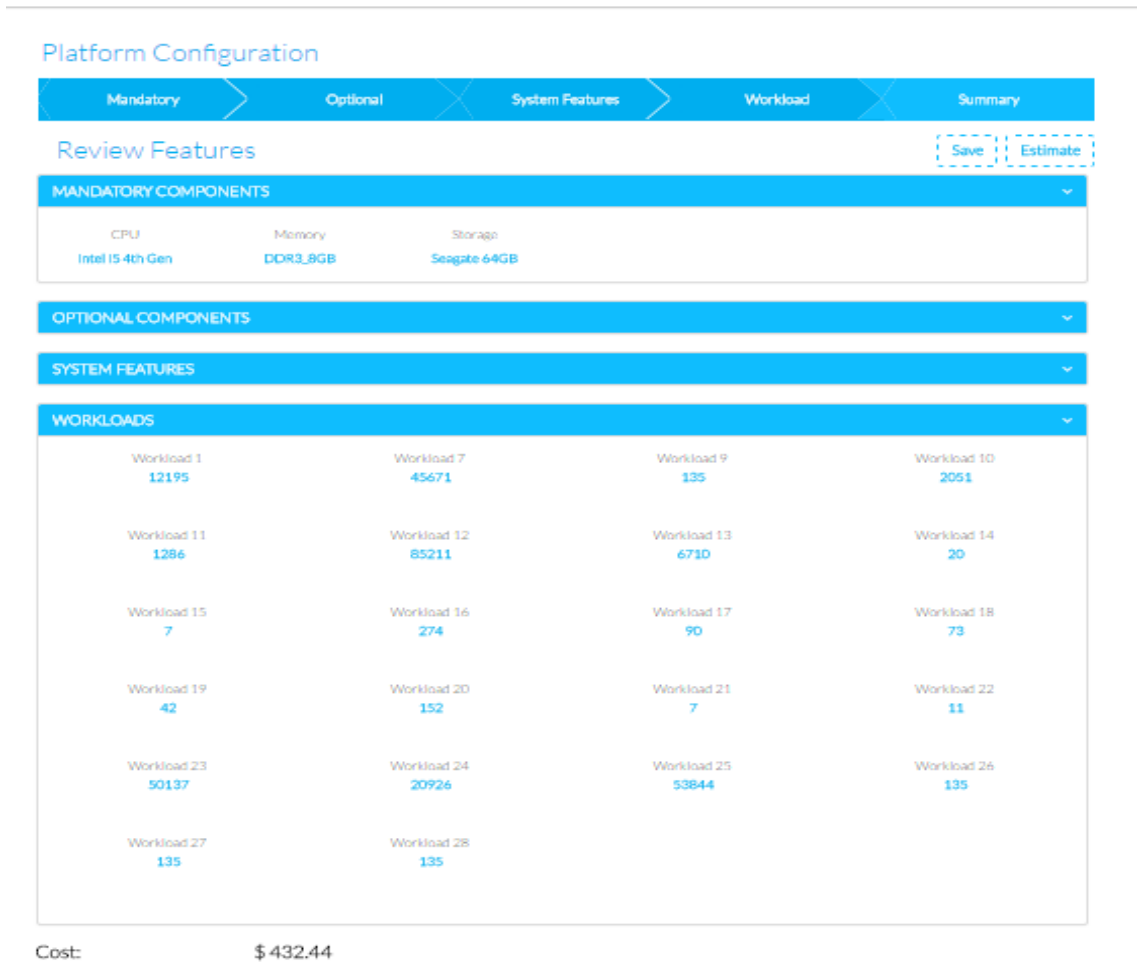 Platform Configuration
Mandatory Optional System Features Workload Summary
Review Features Save Estimate
MANDATORY COMPONENTS
CPU Memory Storage
Intel I5 4th Gen DDR3_8GB Seagate 64GB
OPTIONAL COMPONENTS
SYSTEM FEATURES
WORKLOADS
Workload 1 Workload 7 Workload 9 Workload 10
12195 45671 135 2051
Workload 11 Workload 12 Workload 13 Workload 14
1286 85211 6710 20
Workload 15 Workload 16 Workload 17 Workload 18
7 274 90 73
Workload 19 Workload 20 Workload 21 Workload 22
42 152 7 11
Workload 23 Workload 24 Workload 25 Workload 26
50137 20926 53844 135
Workload 27 Workload 28
135 135
Cost: $ 432.44